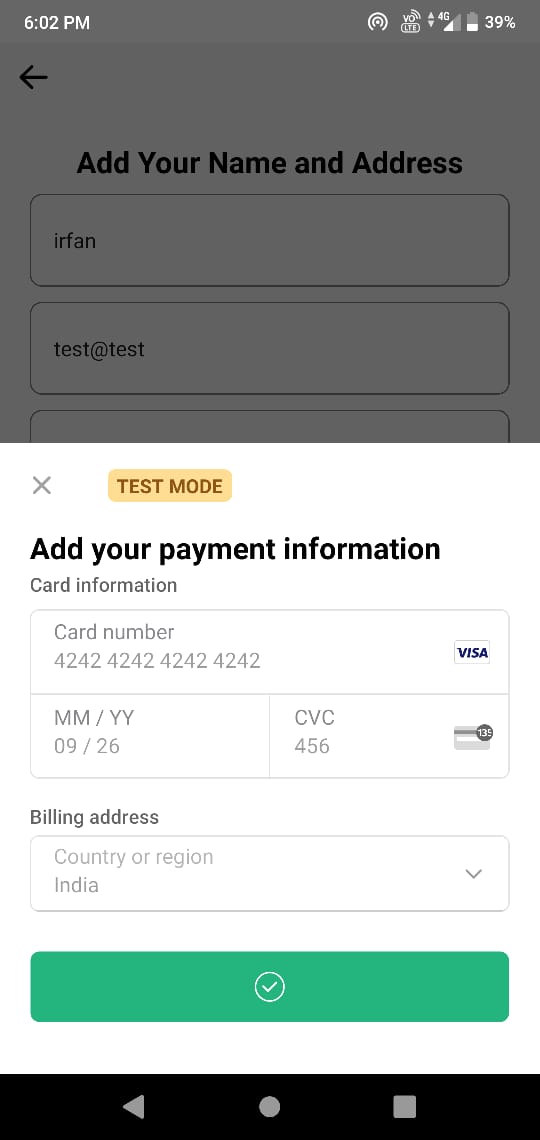 6:02 PM
VO LTE 4G 39%
Add Your Name and Address
irfan
test@test
TEST MODE
Add your payment information
Card information
Card number
4242 4242 4242 4242
VISA
MM / YY
09 / 26
CVC
456
135
Billing address
Country or region
India